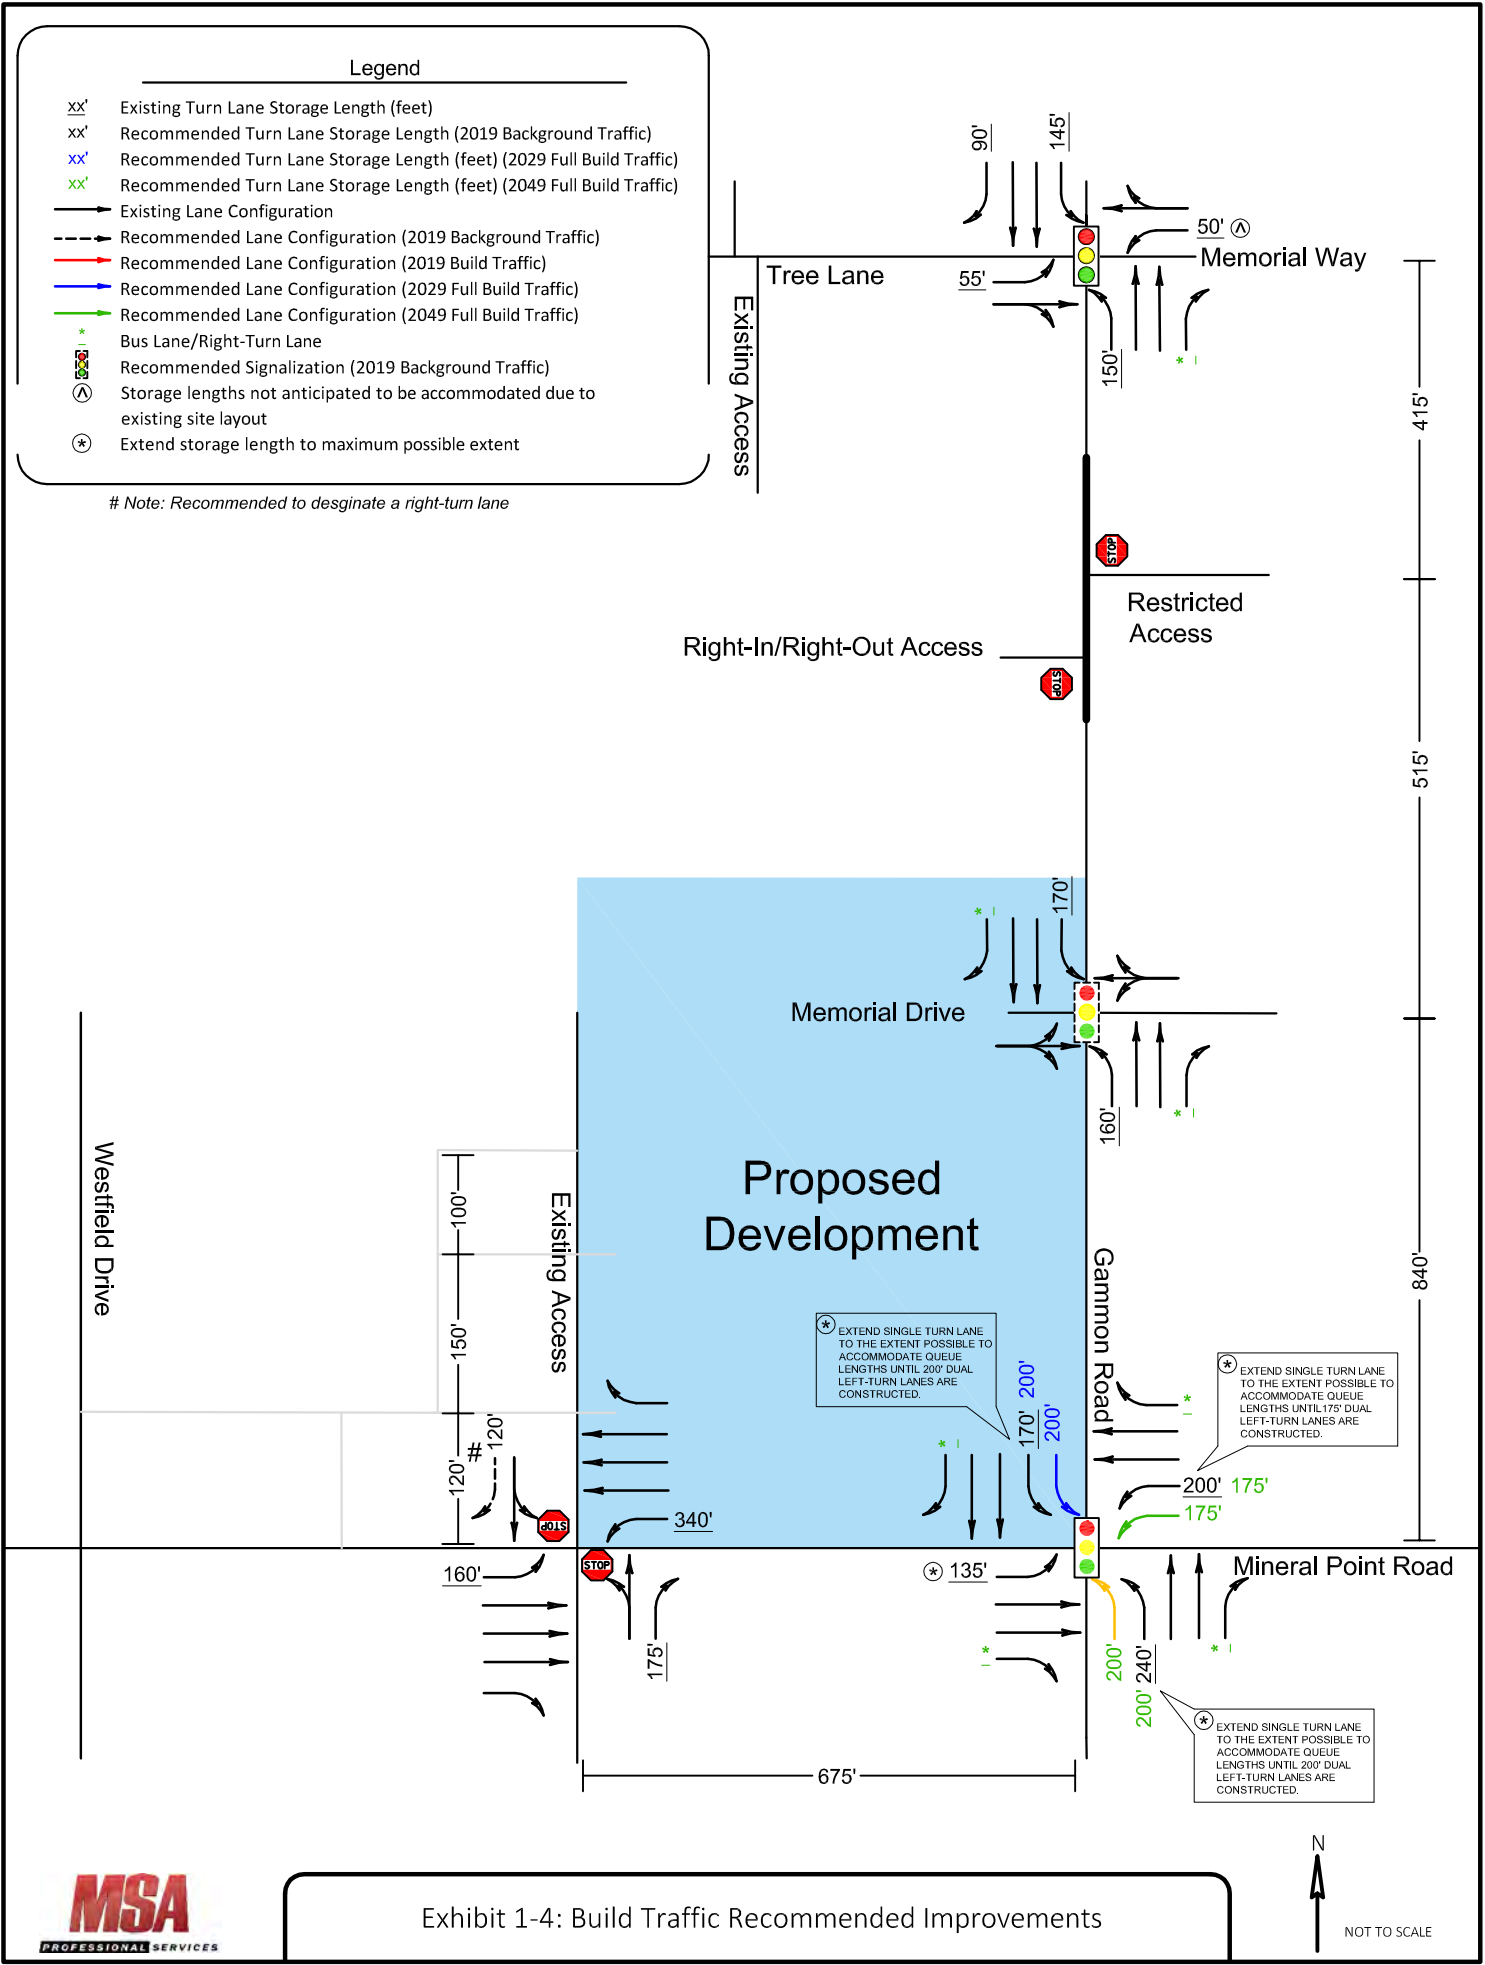 Legend
xx' Existing Turn Lane Storage Length (feet)
xx' Recommended Turn Lane Storage Length (2019 Background Traffic)
xx' Recommended Turn Lane Storage Length (feet) (2029 Full Build Traffic)
xx' Recommended Turn Lane Storage Length (feet) (2049 Full Build Traffic)
Existing Lane Configuration
Recommended Lane Configuration (2019 Background Traffic)
Recommended Lane Configuration (2019 Build Traffic)
Recommended Lane Configuration (2029 Full Build Traffic)
Recommended Lane Configuration (2049 Full Build Traffic)
* Bus Lane/Right-Turn Lane
Recommended Signalization (2019 Background Traffic)
Storage lengths not anticipated to be accommodated due to
existing site layout
* Extend storage length to maximum possible extent
# Note: Recommended to desginate a right-turn lane
90'
145'
50'
Memorial Way
Tree Lane
55'
150'
*
Existing Access
415'
STOP
Restricted
Access
Right-In/Right-Out Access
STOP
515'
*
170'
Memorial Drive
160'
*
Proposed
Development
Westfield Drive
100'
150'
120'
Existing Access
Gammon Road
840'
* EXTEND SINGLE TURN LANE
TO THE EXTENT POSSIBLE TO
ACCOMMODATE QUEUE
LENGTHS UNTIL 200' DUAL
LEFT-TURN LANES ARE
CONSTRUCTED.
* EXTEND SINGLE TURN LANE
TO THE EXTENT POSSIBLE TO
ACCOMMODATE QUEUE
LENGTHS UNTIL175' DUAL
LEFT-TURN LANES ARE
CONSTRUCTED.
# 120'
*
170' 200'
200'
*
200' 175'
175'
STOP
340'
160'
STOP
175'
* 135'
*
Mineral Point Road
200'
200' 240'
*
* EXTEND SINGLE TURN LANE
TO THE EXTENT POSSIBLE TO
ACCOMMODATE QUEUE
LENGTHS UNTIL 200' DUAL
LEFT-TURN LANES ARE
CONSTRUCTED.
675'
MSA
PROFESSIONAL SERVICES
Exhibit 1-4: Build Traffic Recommended Improvements
N
NOT TO SCALE